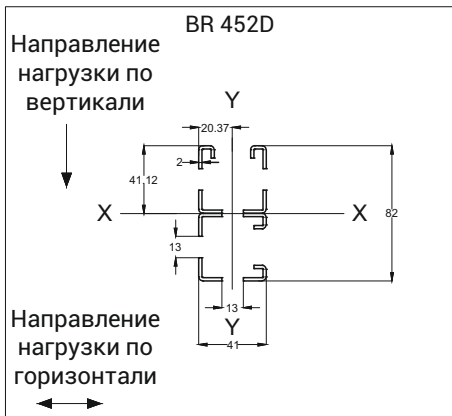 BR 452D
Направление
нагрузки по
вертикали
Y
20.37
2
41,12
X
X
82
13
13
Y
41
Направление
нагрузки по
горизонтали